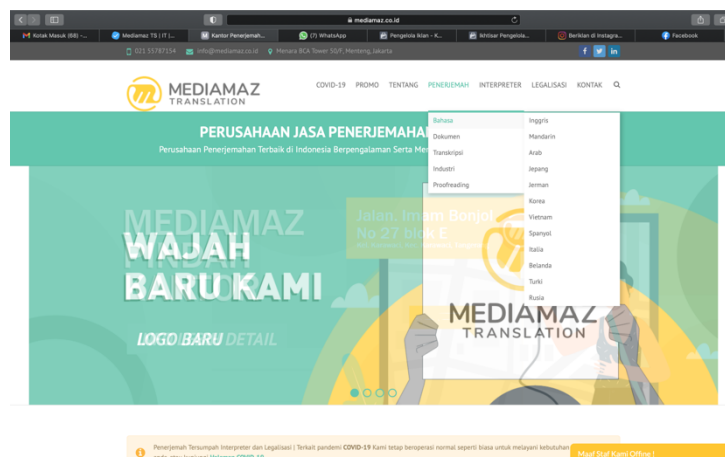 mediamaz.co.id
Kotak Masuk (68) -...
Mediamaz TS | IT |...
Kantor Penerjemah...
(?) WhatsApp
Pengelola Iklan - K...
Ikhtisar Pengelola...
Beriklan di Instagra...
Facebook
021 31787154
info@mediamaz.co.id
Menara BCA Tower 50/F, Menteng, Jakarta
MEDIAMAZ
TRANSLATION
COVID-19 PROMO TENTANG PENERJEMAH INTERPRETER LEGALISASI KONTAK
PERUSAHAAN JASA PENERJEMAHA
Perusahaan Penerjemahan Terbaik di Indonesia Berpengalaman Serta Me
Bahasa
Dokumen
Transkripsi
Industri
Proofreading
Inggris
Mandarin
Arab
Jepang
Jerman
Korea
Vietnam
Spanyol
Italia
Belanda
Turki
Rusia
MEDIAMAZ
PINDAH
WAJAH
BARU KAMI
Jalan. Imam Bonjol
No 27 blok E
LOGO BARU
DETAIL
MEDIAMAZ
TRANSLATION
Penerjemah Tersumpah Interpreter dan Legalisasi | Terkait pandemi COVID-19 Kami tetap beroperasi normal seperti biasa untuk melayani kebutuhan
Maaf Staf Kami Offline !